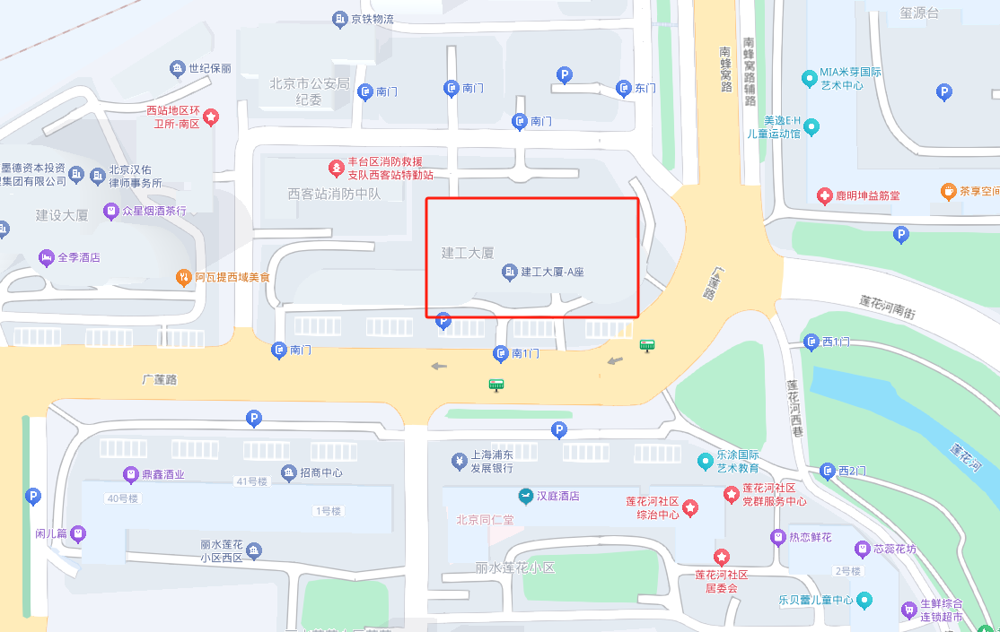 京铁物流
玺源台
世纪保丽
北京市公安局
纪委
南门
南门
东门
南门
南蜂窝路
南蜂窝路辅路
MIA米芽国际
艺术中心
美逸E·H
儿童运动馆
西站地区环
卫所-南区
丰台区消防救援
支队西客站特勤站
西客站消防中队
墨德资本投资
集团有限公司
北京汉佑
律师事务所
建设大厦
众星烟酒茶行
鹿明坤益筋堂
茶享空间
全季酒店
阿瓦提西域美食
建工大厦
建工大厦-A座
广莲路
莲花河南街
南门
南1门
西1门
广莲路
莲花河西巷
莲花河
鼎鑫酒业
招商中心
上海浦东
发展银行
乐涂国际
艺术教育
西2门
41号楼
40号楼
1号楼
汉庭酒店
北京同仁堂
莲花河社区
综治中心
莲花河社区
党群服务中心
闲儿篇
丽水莲花
小区西区
丽水莲花小区
热恋鲜花
芯蕊花坊
2号楼
莲花河社区
居委会
乐贝蕾儿童中心
生鲜综合
连锁超市